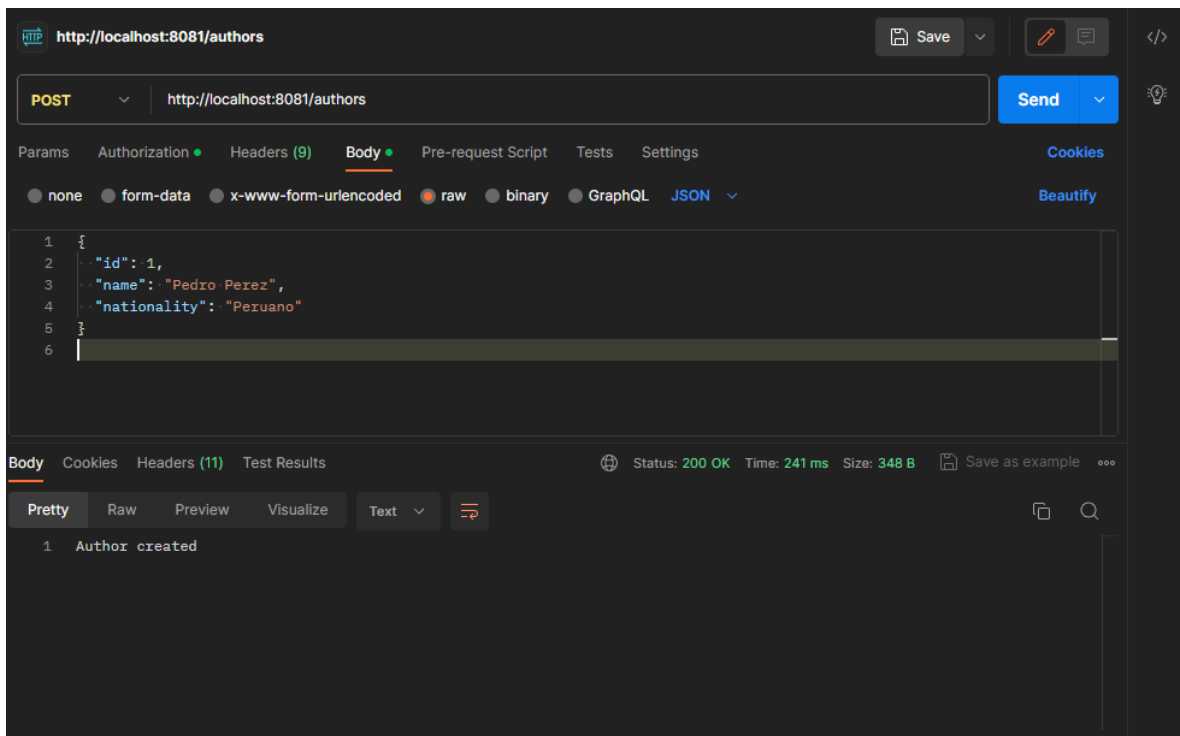 HTTP http://localhost:8081/authors Save
POST http://localhost:8081/authors Send
Params Authorization Headers (9) Body Pre-request Script Tests Settings Cookies
none form-data x-www-form-urlencoded raw binary GraphQL JSON Beautify
1 {
2 "id": 1,
3 "name": "Pedro Perez",
4 "nationality": "Peruano"
5 }
6
Body Cookies Headers (11) Test Results Status: 200 OK Time: 241 ms Size: 348 B Save as example
Pretty Raw Preview Visualize Text
1 Author created